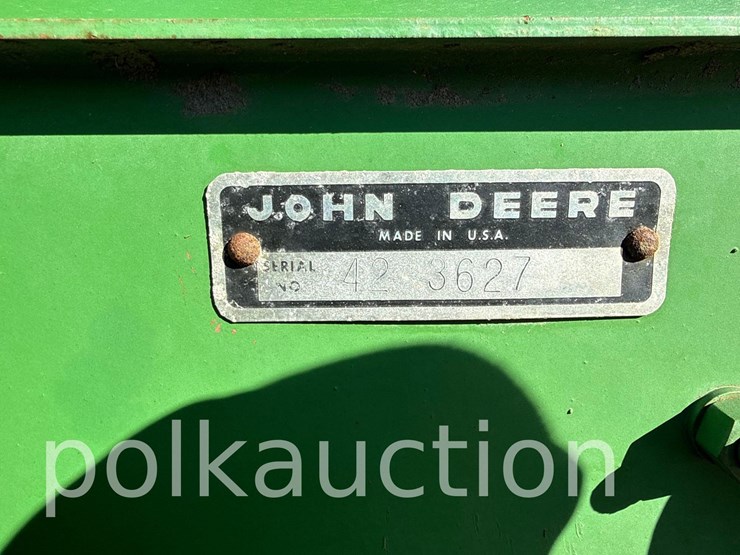 JOHN DEERE
MADE IN U.S.A.
SERIAL NO 42 3627
polkauction